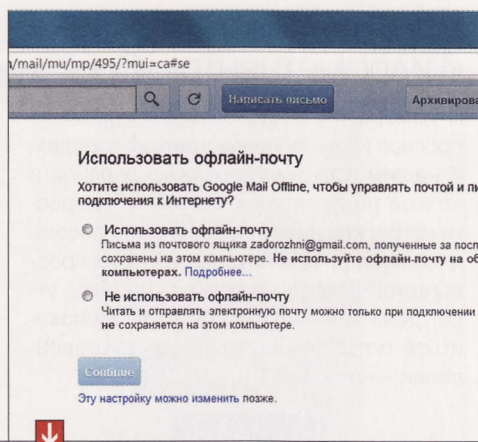 /mail/mu/mp/495/?mui=ca#se
Написать письмо
Архивирова
Использовать офлайн-почту
Хотите использовать Google Mail Offline, чтобы управлять почтой и пи
подключения к Интернету?
Использовать офлайн-почту
Письма из почтового ящика zadorozhni@gmail.com, полученные за посл
сохранены на этом компьютере. Не используйте офлайн-почту на об
компьютерах. Подробнее...
Не использовать офлайн-почту
Читать и отправлять электронную почту можно только при подключении
не сохраняется на этом компьютере.
Continue
Эту настройку можно изменить позже.